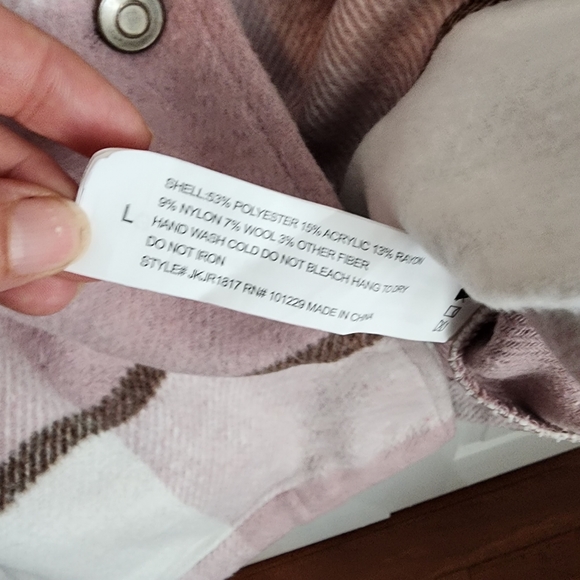 L
SHELL:53% POLYESTER 15% ACRYLIC 13% RAYON
9% NYLON 7% WOOL 3% OTHER FIBER
HAND WASH COLD DO NOT BLEACH HANG TO DRY
DO NOT IRON
STYLE# JKJR1817 RN# 101229 MADE IN CHINA